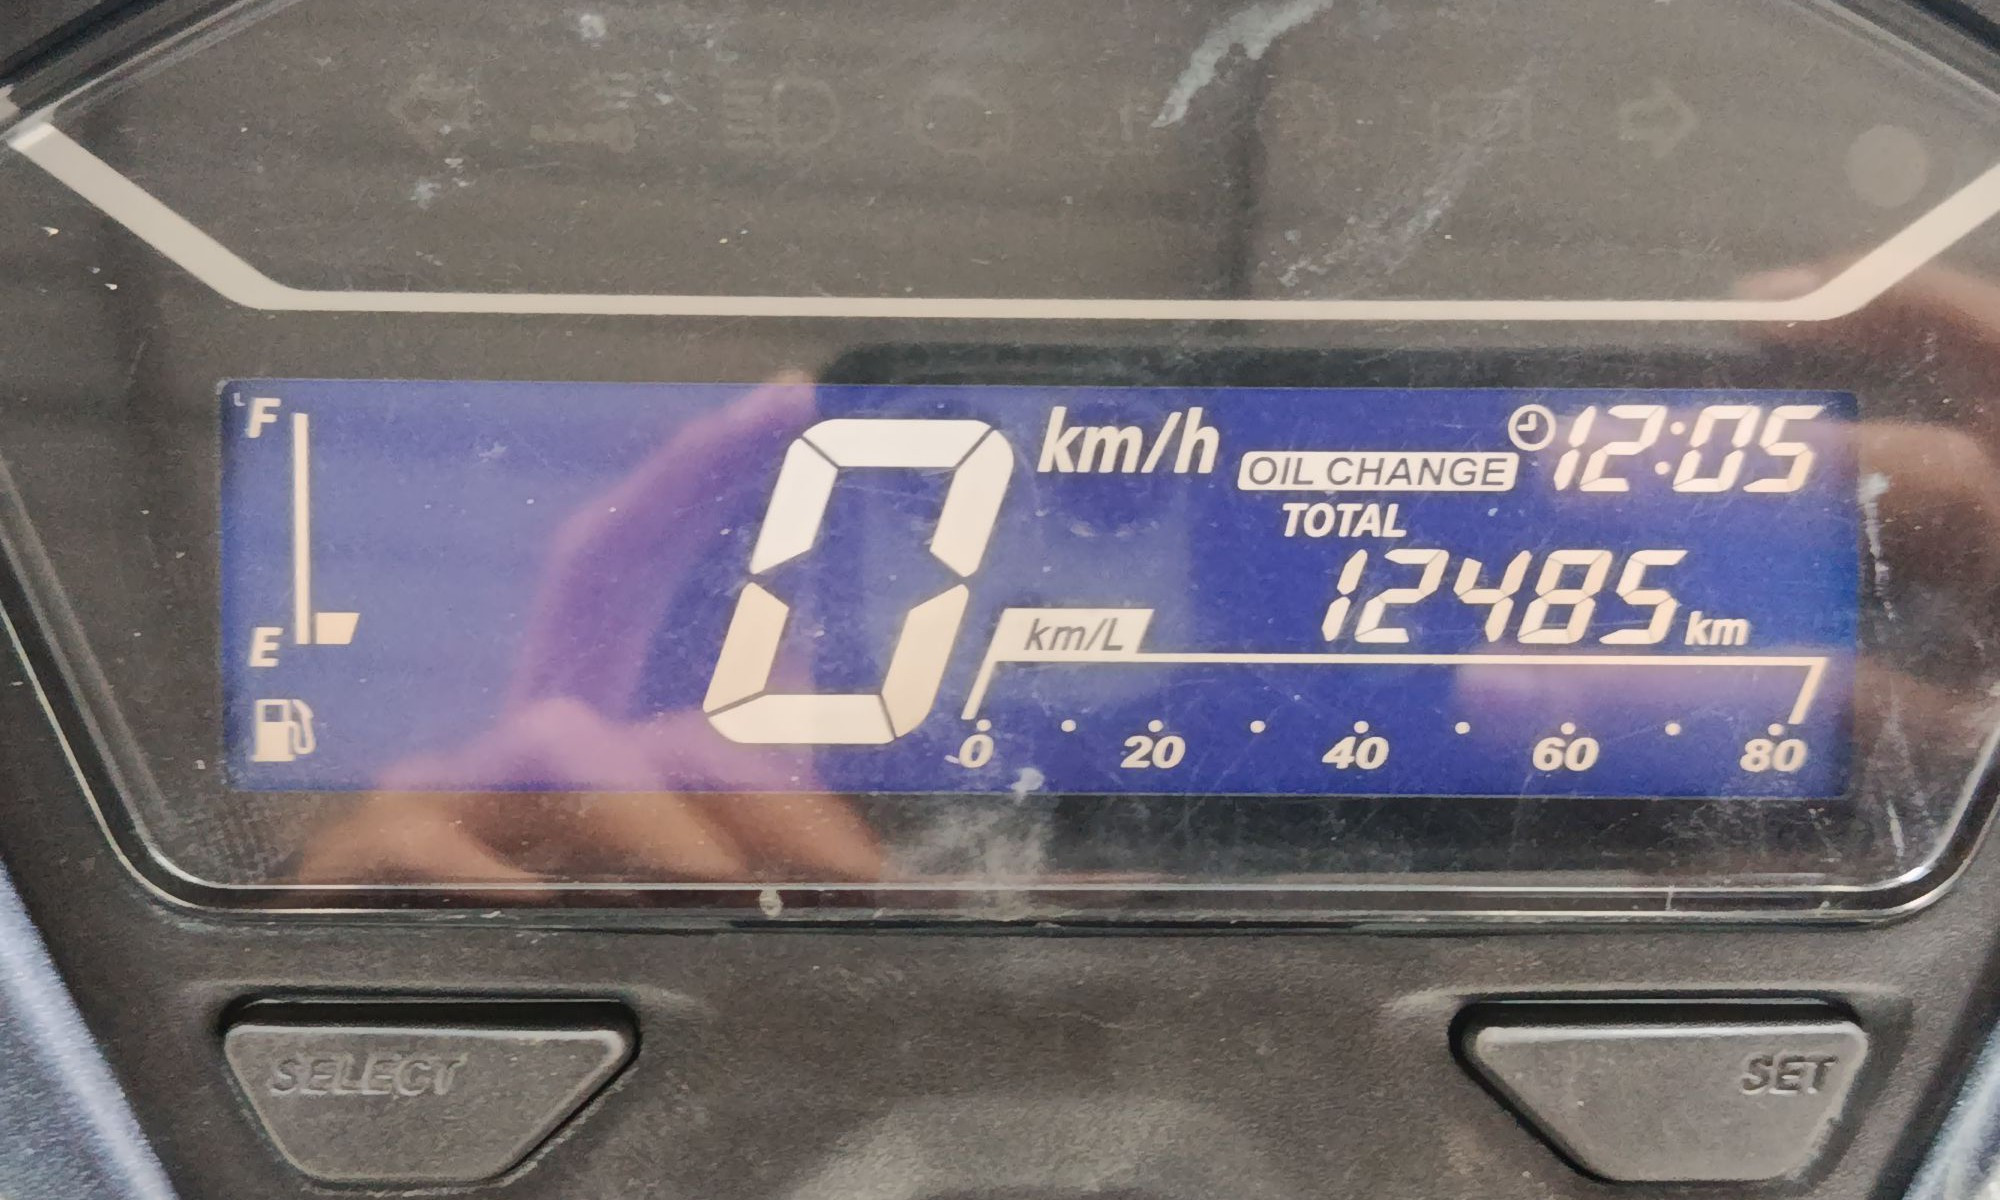 F
E
0 km/h
OIL CHANGE
12:05
TOTAL
12485 km
km/L
0 20 40 60 80
SELECT
SET